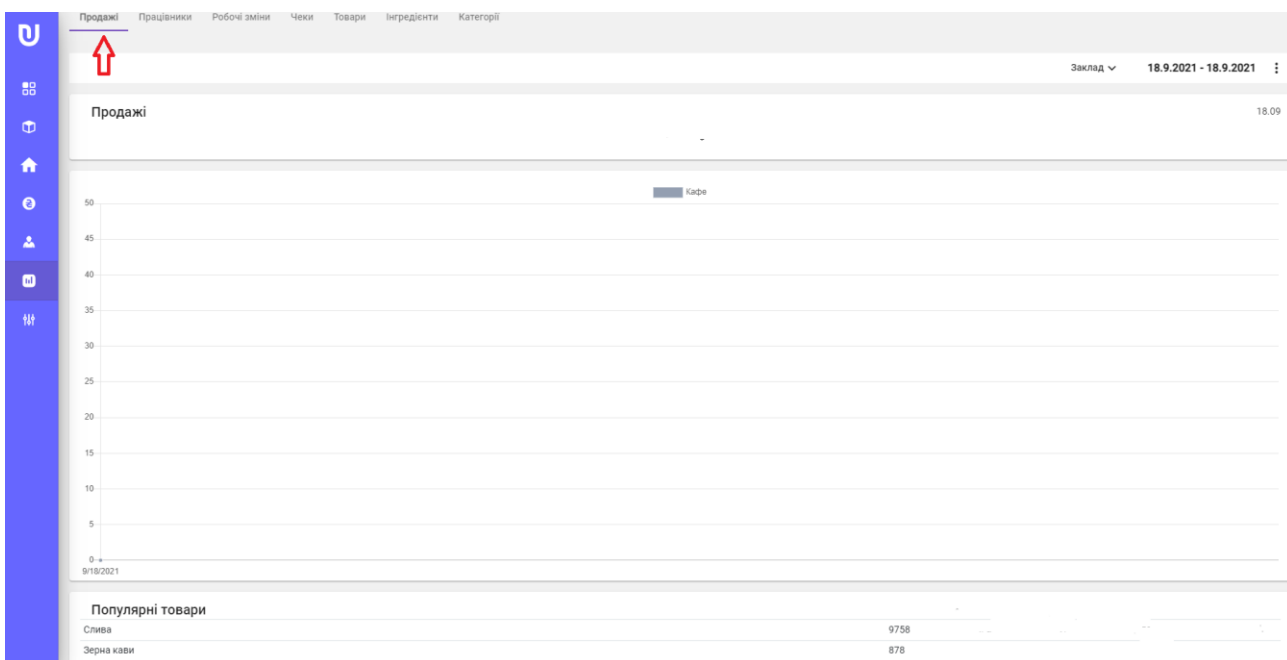 Продажі Працівники Робочі зміни Чеки Товари Інгредієнти Категорії
Заклад 18.9.2021 - 18.9.2021
Продажі 18.09
-
Кафе
50
45
40
35
30
25
20
15
10
5
0
9/18/2021
Популярні товари
Слива 9758
Зерна кави 878